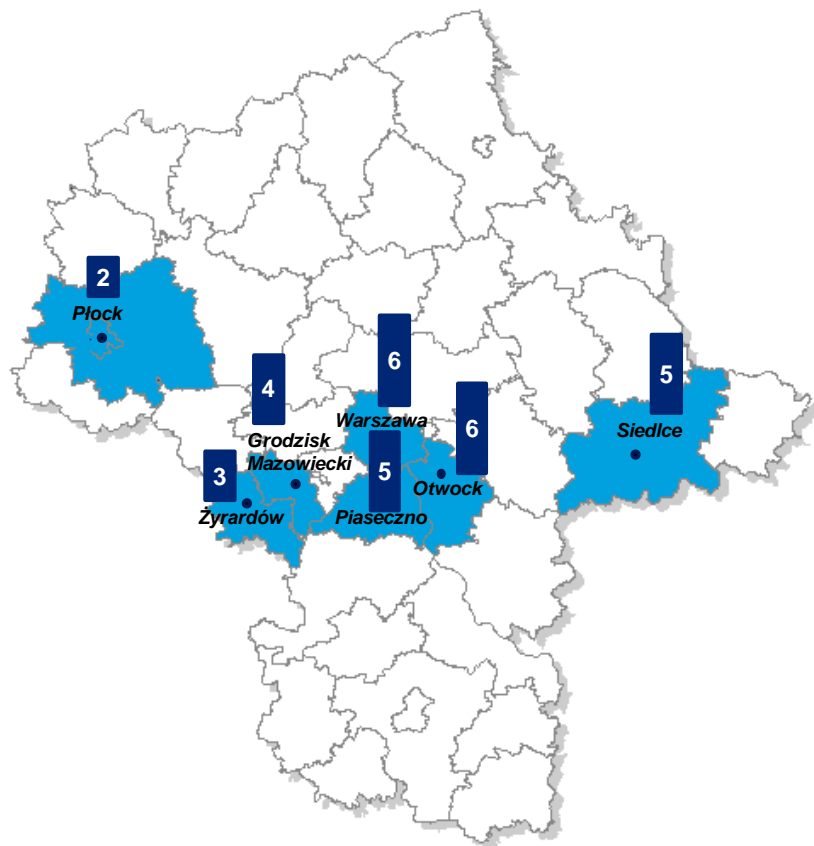 2
Płock
6
Warszawa
4
Grodzisk
Mazowiecki
5
Siedlce
6
Otwock
3
Żyrardów
5
Piaseczno